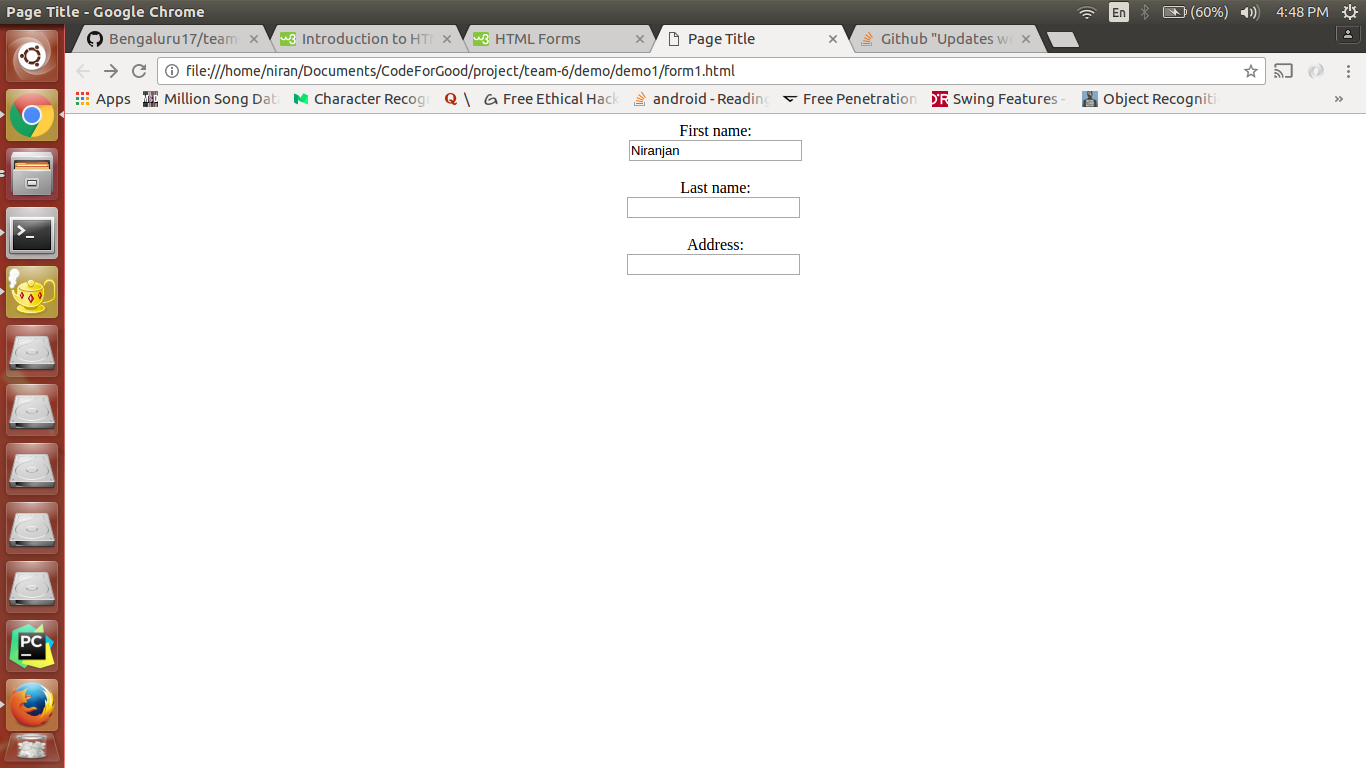 Page Title - Google Chrome
En
(60%)
4:48 PM
Bengaluru17/team
Introduction to HT
HTML Forms
Page Title
Github "Updates w
file:///home/niran/Documents/CodeForGood/project/team-6/demo/demo1/form1.html
Apps
Million Song Dat
Character Recog
Q \
Free Ethical Hack
android - Reading
Free Penetration
Swing Features -
Object Recogniti
»
First name:
Niranjan
Last name:
Address:
>_
PC